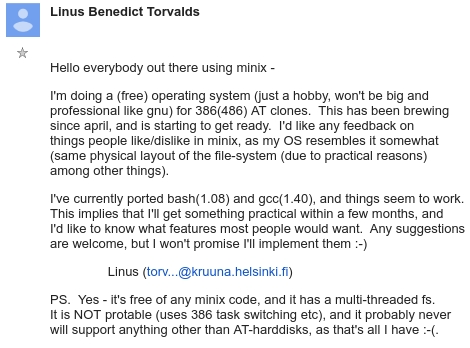 Linus Benedict Torvalds
Hello everybody out there using minix -
I'm doing a (free) operating system (just a hobby, won't be big and
professional like gnu) for 386(486) AT clones.  This has been brewing
since april, and is starting to get ready.  I'd like any feedback on
things people like/dislike in minix, as my OS resembles it somewhat
(same physical layout of the file-system (due to practical reasons)
among other things).
I've currently ported bash(1.08) and gcc(1.40), and things seem to work.
This implies that I'll get something practical within a few months, and
I'd like to know what features most people would want.  Any suggestions
are welcome, but I won't promise I'll implement them :-)
Linus (torv...@kruuna.helsinki.fi)
PS.  Yes - it's free of any minix code, and it has a multi-threaded fs.
It is NOT protable (uses 386 task switching etc), and it probably never
will support anything other than AT-harddisks, as that's all I have :-(.